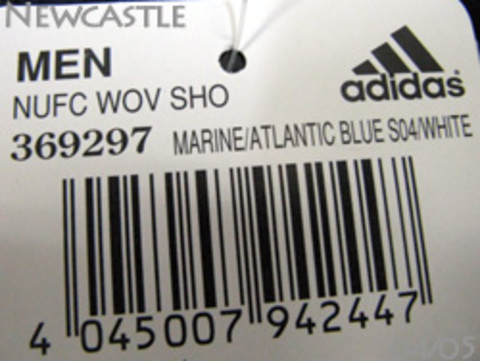 Newcastle
MEN
adidas
NUFC WOV SHO
369297 MARINE/ATLANTIC BLUE S04/WHITE
4 045007 942447